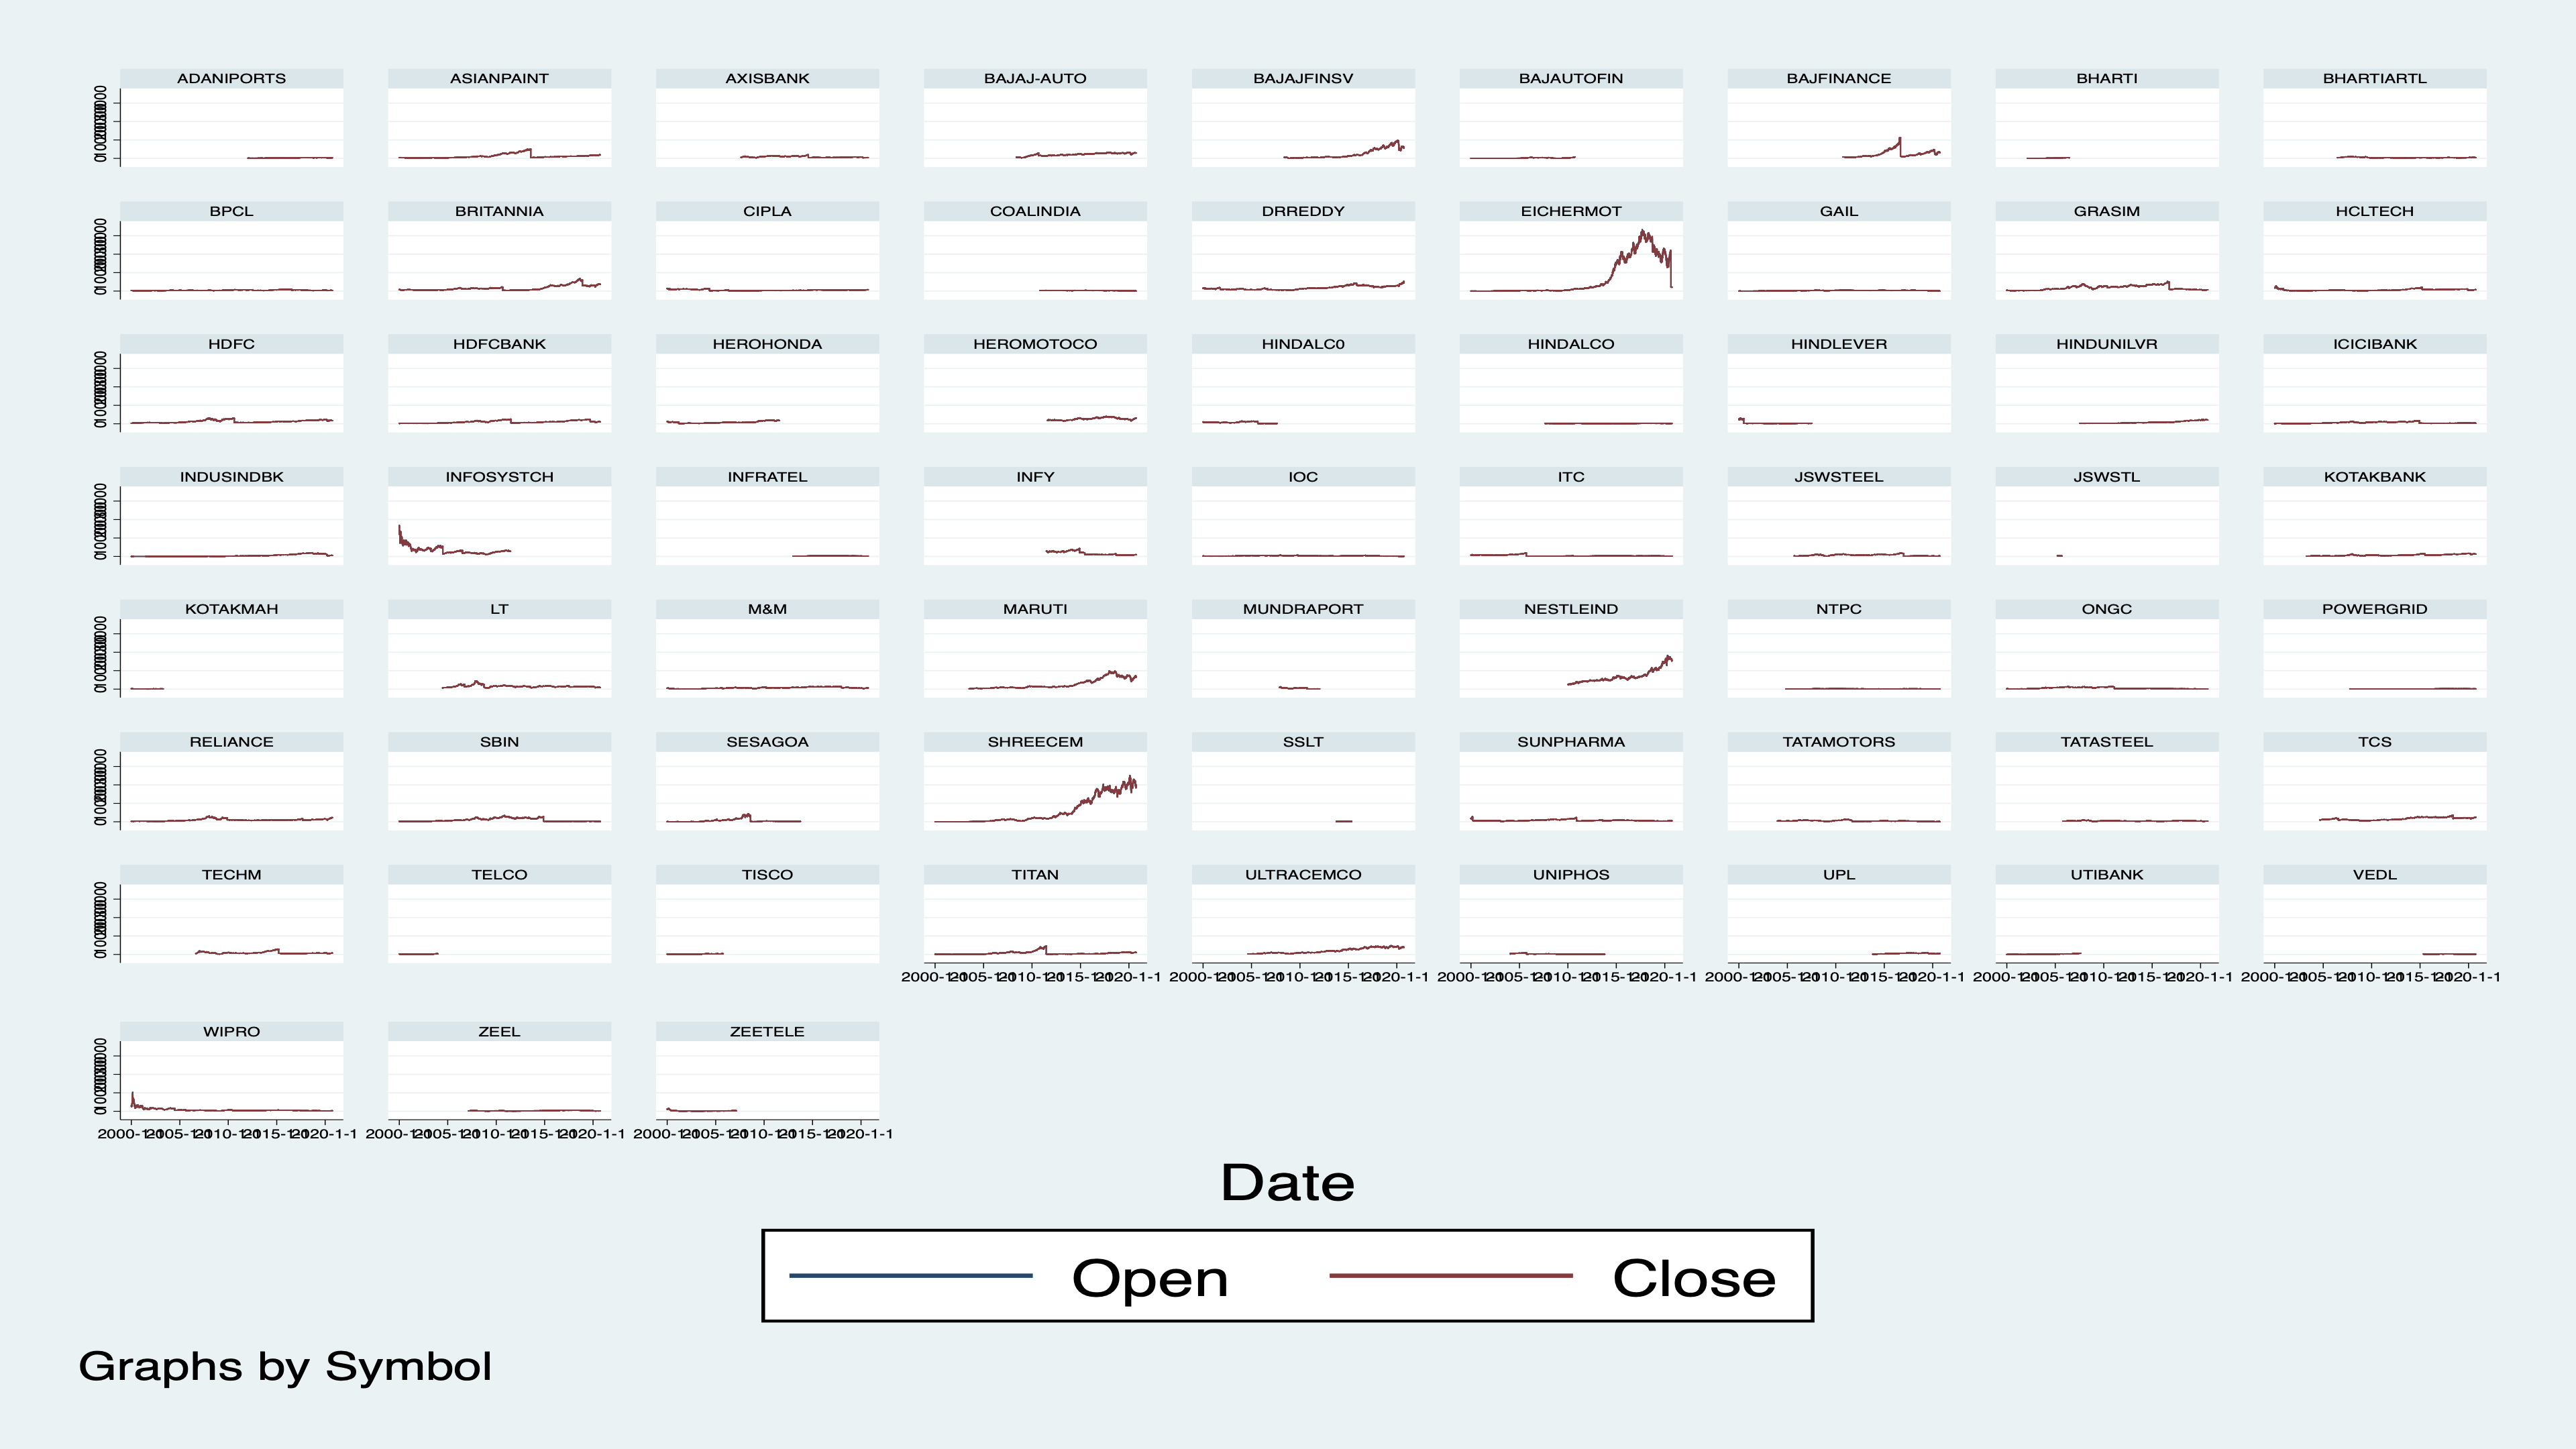 ADANIPORTS ASIANPAINT AXISBANK BAJAJ-AUTO BAJAJFINSV BAJAUTOFIN BAJFINANCE BHARTI BHARTIARTL
BPCL BRITANNIA CIPLA COALINDIA DRREDDY EICHERMOT GAIL GRASIM HCLTECH
HDFC HDFCBANK HEROHONDA HEROMOTOCO HINDALC0 HINDALCO HINDLEVER HINDUNILVR ICICIBANK
INDUSINDBK INFOSYSTCH INFRATEL INFY IOC ITC JSWSTEEL JSWSTL KOTAKBANK
KOTAKMAH LT M&M MARUTI MUNDRAPORT NESTLEIND NTPC ONGC POWERGRID
RELIANCE SBIN SESAGOA SHREECEM SSLT SUNPHARMA TATAMOTORS TATASTEEL TCS
TECHM TELCO TISCO TITAN ULTRACEMCO UNIPHOS UPL UTIBANK VEDL
WIPRO ZEEL ZEETELE
Date
Open Close
Graphs by Symbol